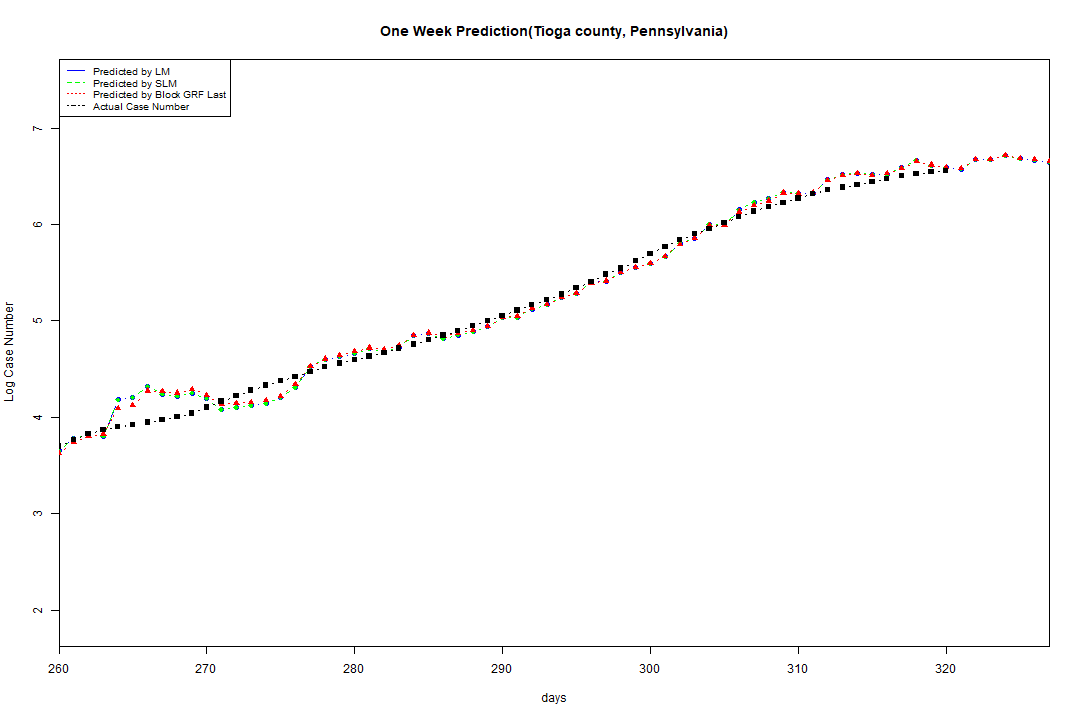 One Week Prediction(Tioga county, Pennsylvania)
Predicted by LM
Predicted by SLM
Predicted by Block GRF Last
Actual Case Number
7
6
5
4
3
2
Log Case Number
260 270 280 290 300 310 320
days